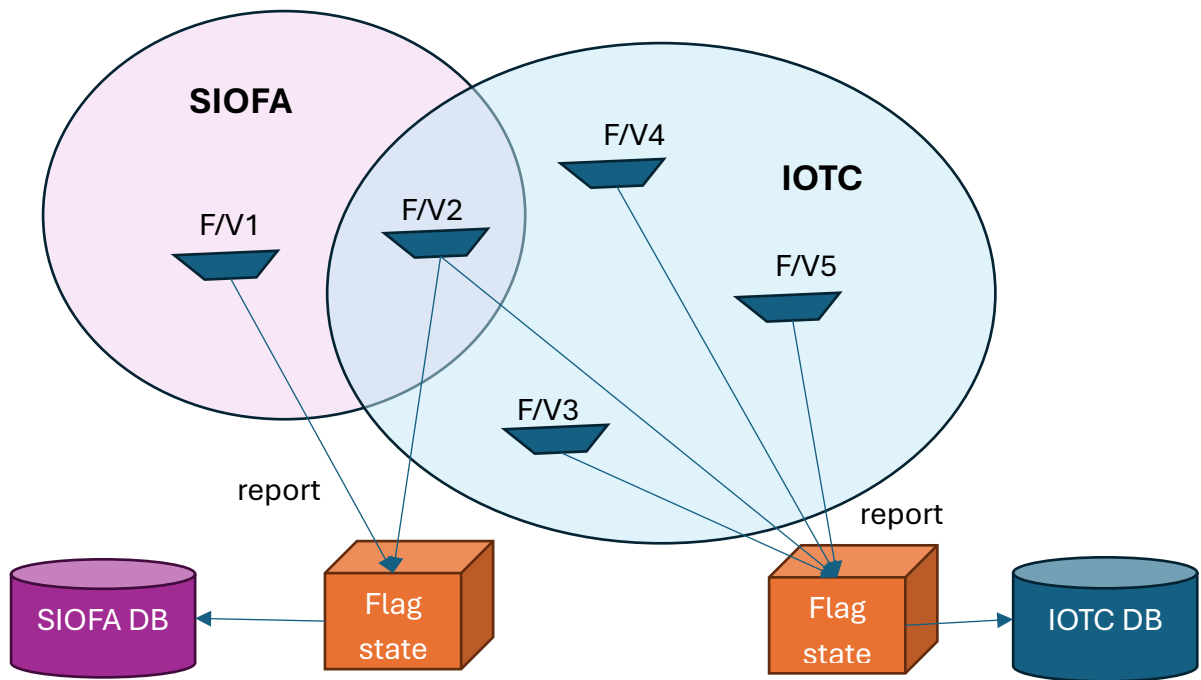 SIOFA
F/V4
IOTC
F/V2
F/V1
F/V5
F/V3
report
report
Flag
state
SIOFA DB
Flag
state
IOTC DB